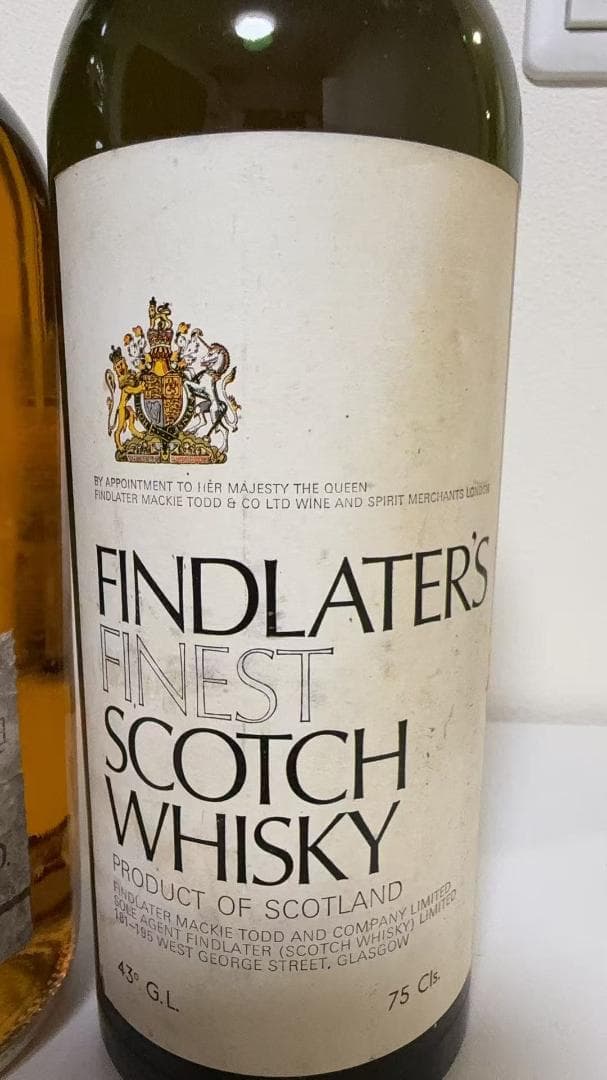 BY APPOINTMENT TO HER MAJESTY THE QUEEN
FINDLATER MACKIE TODD & CO LTD WINE AND SPIRIT MERCHANTS LONDON
FINDLATER'S
FINEST
SCOTCH
WHISKY
PRODUCT OF SCOTLAND
FINDLATER MACKIE TODD AND COMPANY LIMITED
SOLE AGENT FINDLATER (SCOTCH WHISKY) LIMITED
181-195 WEST GEORGE STREET, GLASGOW
43° G.L.
75 Cls.